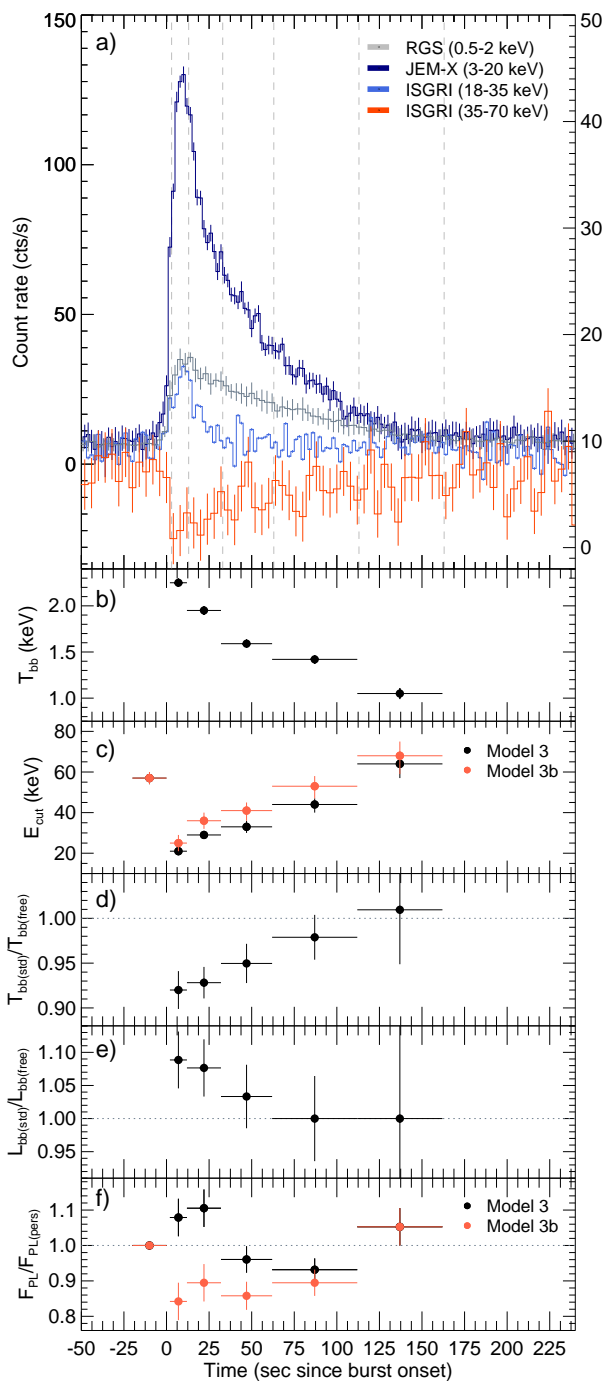 150
50
a)
RGS (0.5-2 keV)
JEM-X (3-20 keV)
ISGRI (18-35 keV)
ISGRI (35-70 keV)
40
100
30
Count rate (cts/s)
50
20
10
0
0
b)
2.0
1.5
1.0
T_bb (keV)
c)
80
60
40
20
E_cut (keV)
Model 3
Model 3b
d)
1.00
0.95
0.90
T_bb(std)/T_bb(free)
e)
1.10
1.05
1.00
0.95
L_bb(std)/L_bb(free)
f)
1.1
1.0
0.9
0.8
F_PL/F_PL(pers)
Model 3
Model 3b
-50 -25 0 25 50 75 100 125 150 175 200 225
Time (sec since burst onset)